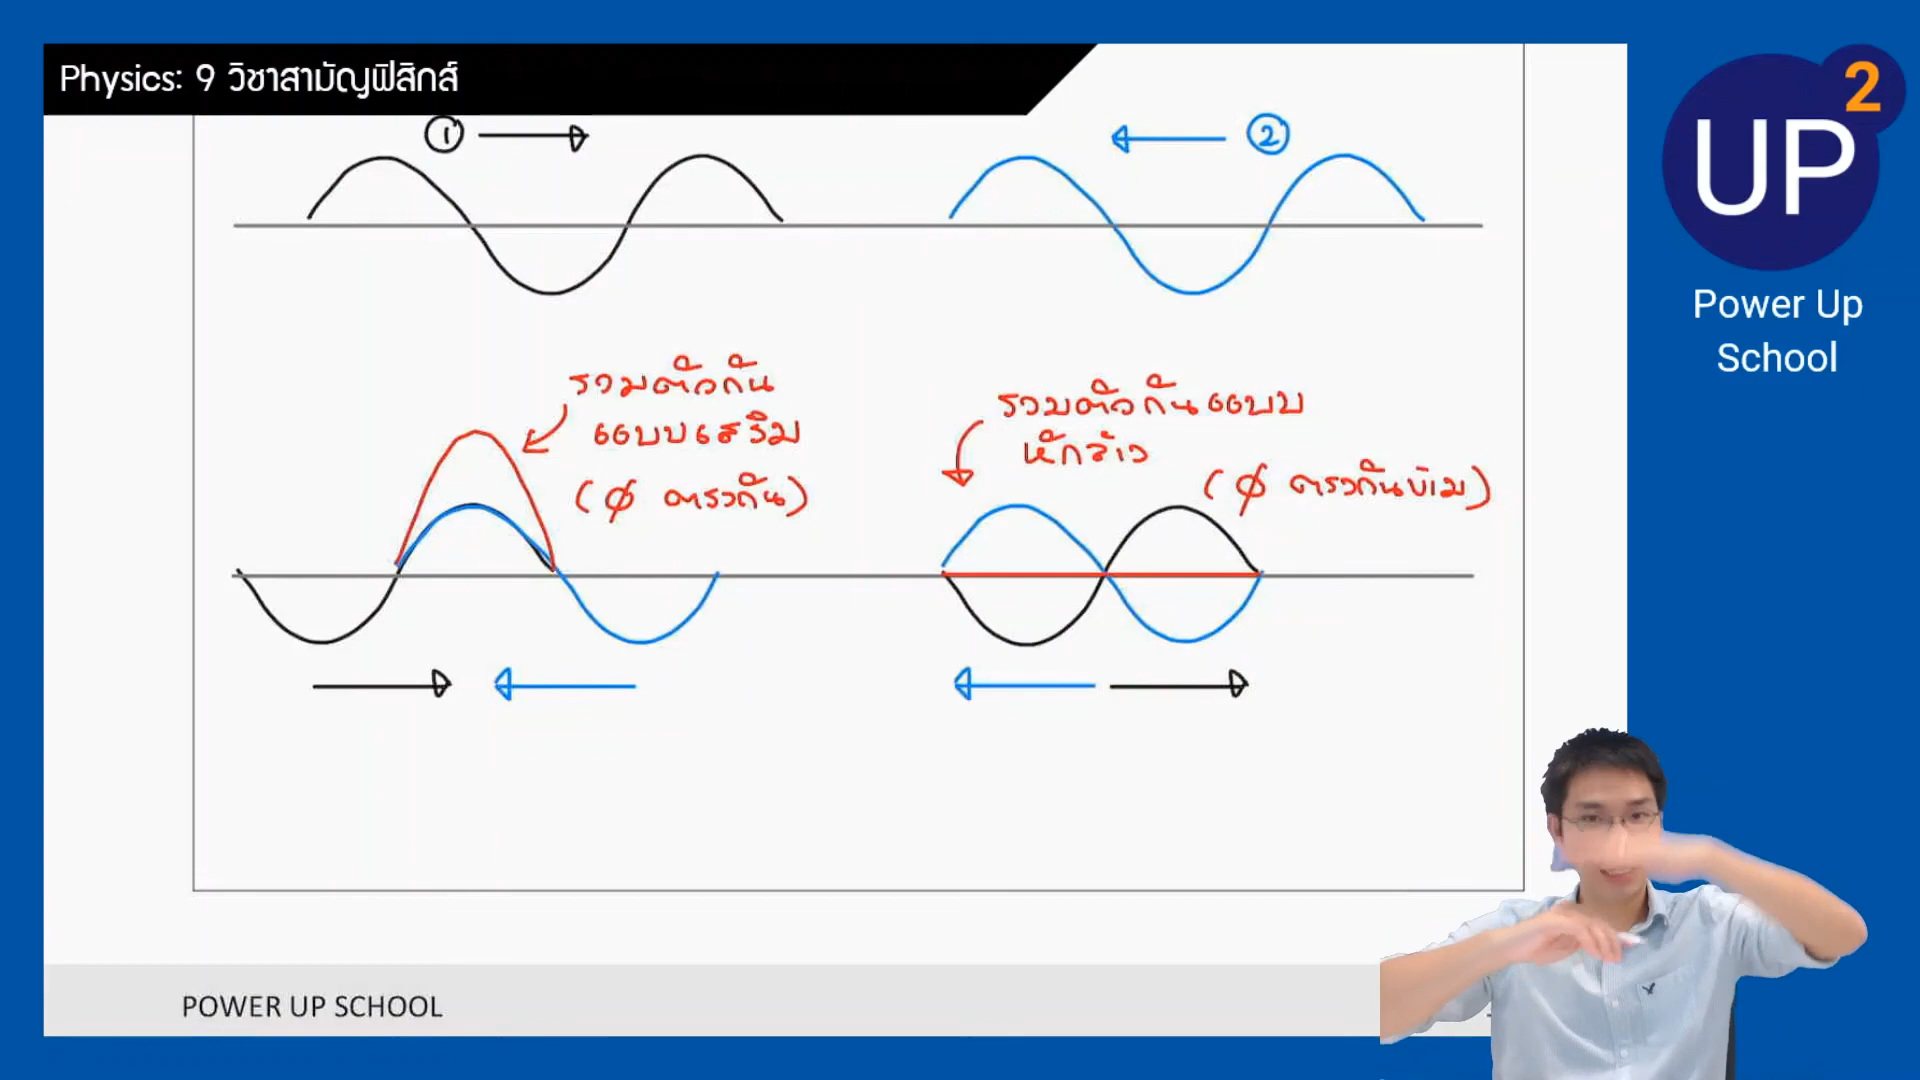 Physics: 9 วิชาสามัญฟิสิกส์
1
2
2
UP
Power Up
School
รวมตัวกัน
แบบเสริม
(φ ตรงกัน)
รวมตัวกันแบบ
หักล้าง
(φ ตรงกันข้าม)
POWER UP SCHOOL